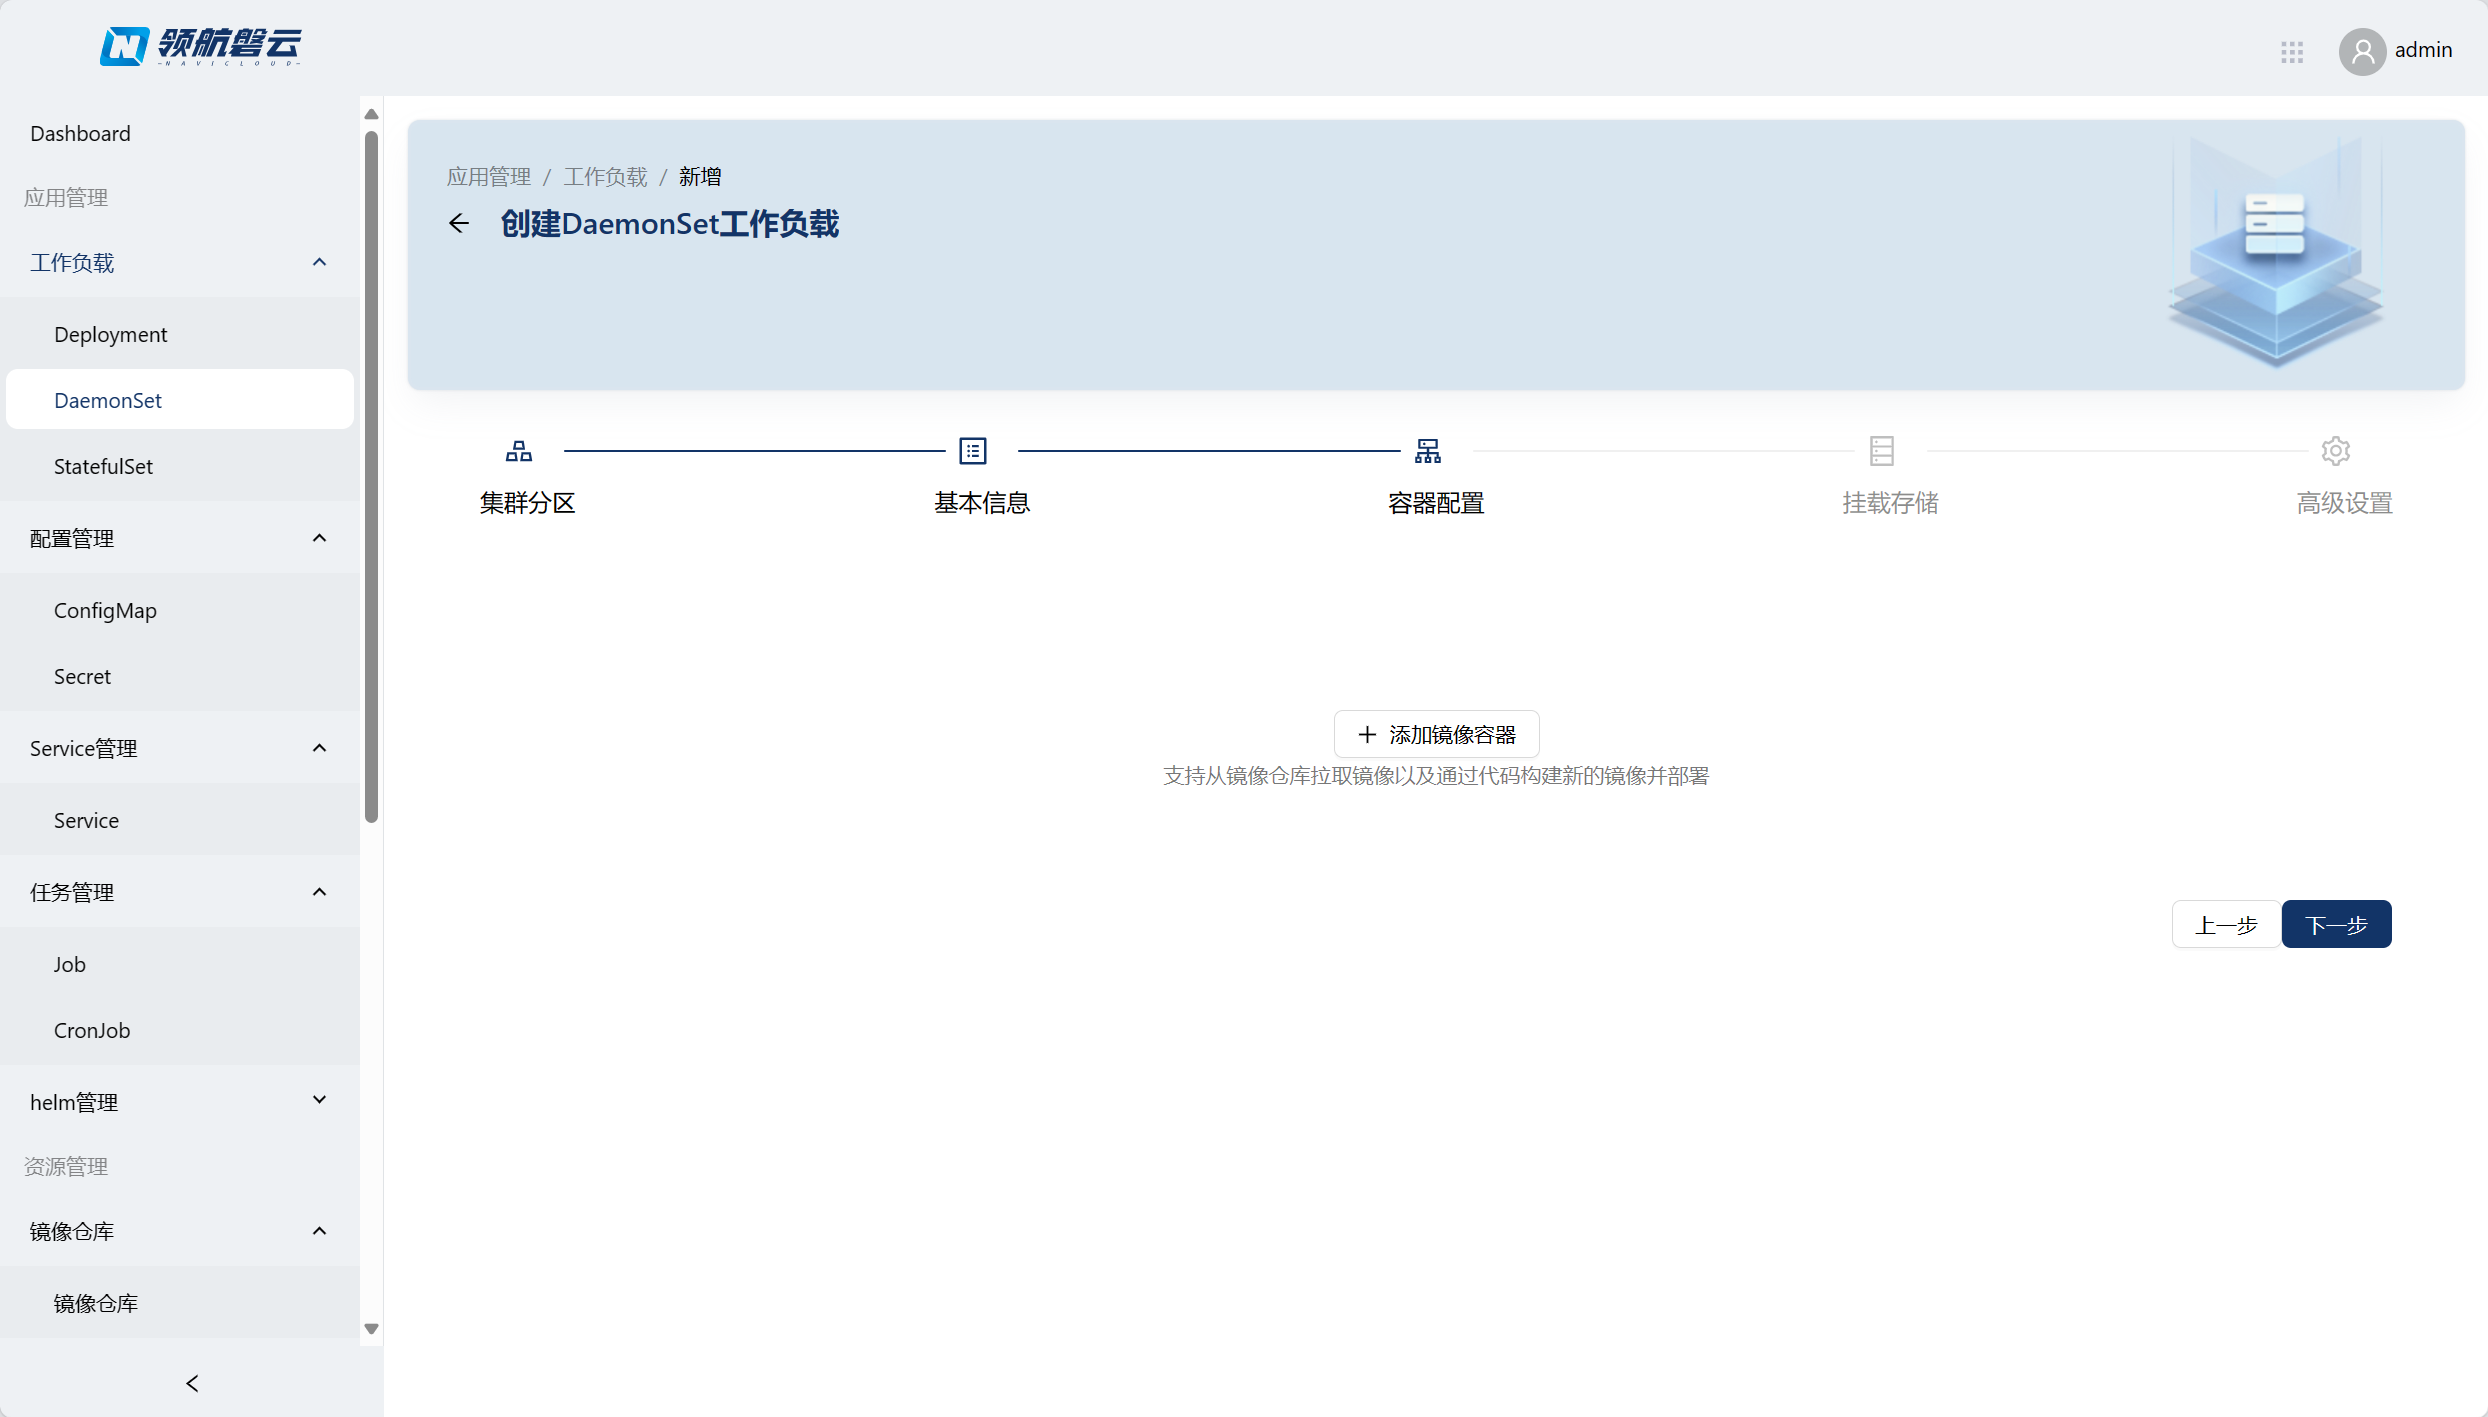 领航磐云
-NAVICLOUD-
admin
Dashboard
应用管理
工作负载
Deployment
DaemonSet
StatefulSet
配置管理
ConfigMap
Secret
Service管理
Service
任务管理
Job
CronJob
helm管理
资源管理
镜像仓库
镜像仓库
应用管理 / 工作负载 / 新增
创建DaemonSet工作负载
集群分区
基本信息
容器配置
挂载存储
高级设置
添加镜像容器
支持从镜像仓库拉取镜像以及通过代码构建新的镜像并部署
上一步
下一步